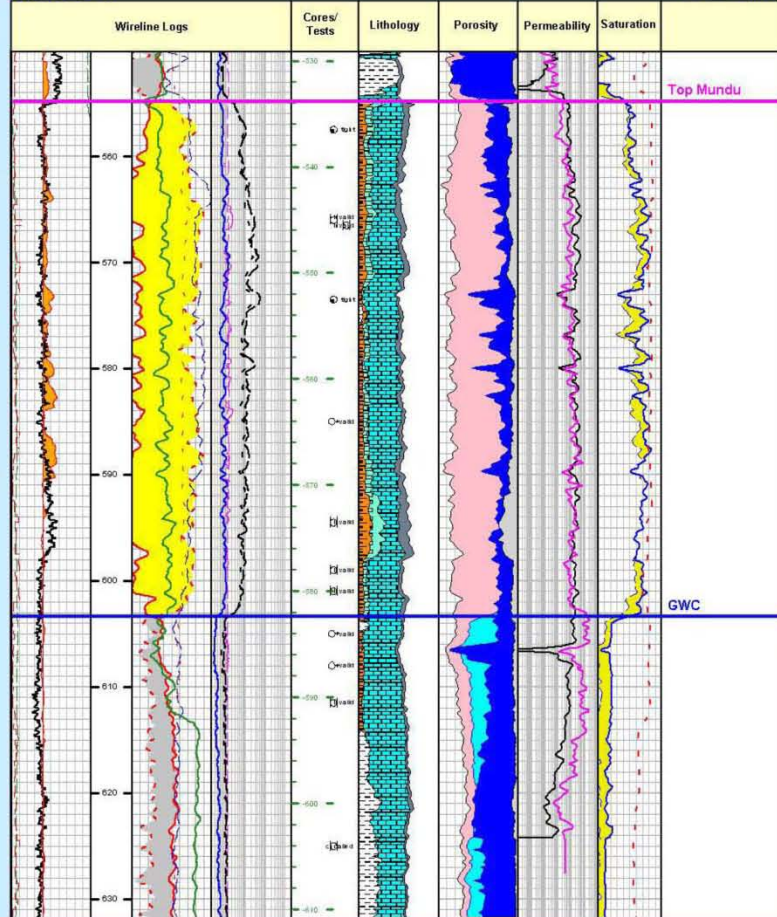 Wireline Logs
Cores/
Tests
Lithology
Porosity
Permeability
Saturation
-530
Top Mundu
560
-540
570
-550
580
-560
590
-570
600
-580
GWC
610
-590
620
-600
630
-610